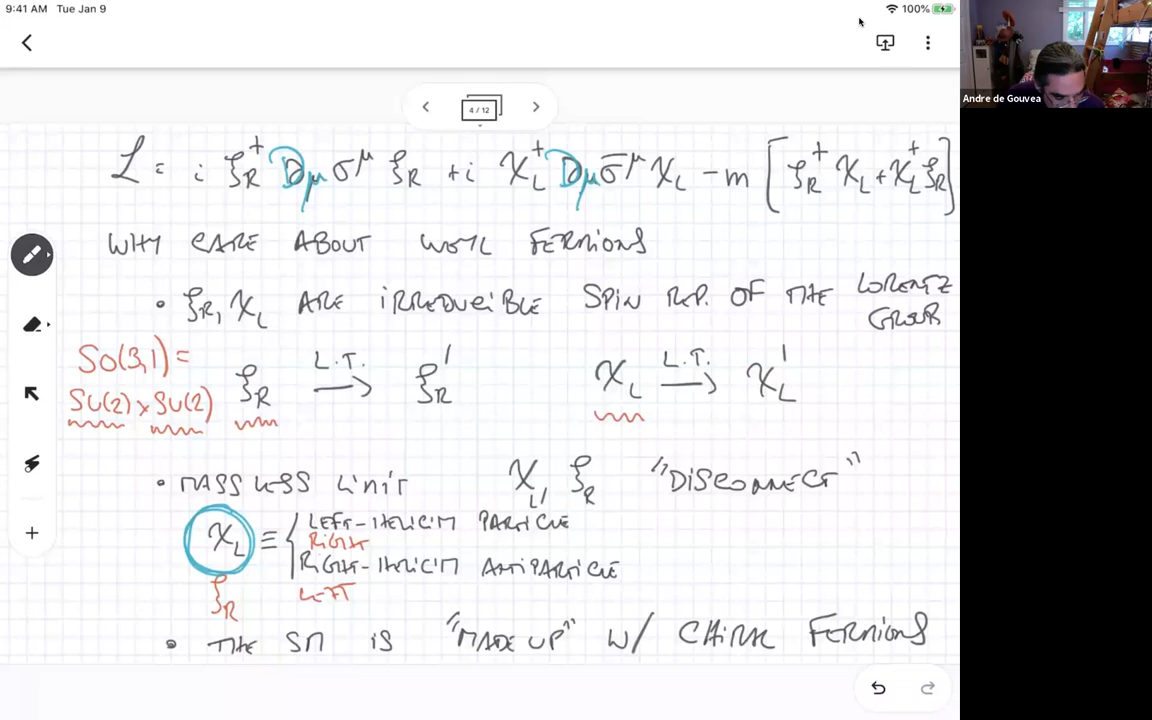 9:41 AM Tue Jan 9
100%
Andre de Gouvea
4 / 12
ℒ = i ξ_R^† D_μ σ^μ ξ_R + i χ_L^† D_μ σ̄^μ χ_L - m [ξ_R^† χ_L + χ_L^† ξ_R]
WHY CARE ABOUT WEYL FERMIONS
• ξ_R, χ_L ARE IRREDUCIBLE SPIN REP. OF THE LORENTZ GROUP
SO(3,1) =
SU(2) × SU(2)
ξ_R L.T. → ξ_R' χ_L L.T. → χ_L'
• MASSLESS LIMIT χ_L, ξ_R "DISCONNECT"
χ_L ≡ { LEFT-HELICITY PARTICLE
RIGHT
RIGHT-HELICITY ANTIPARTICLE
ξ_R LEFT
• THE SM IS "MADE UP" W/ CHIRAL FERMIONS